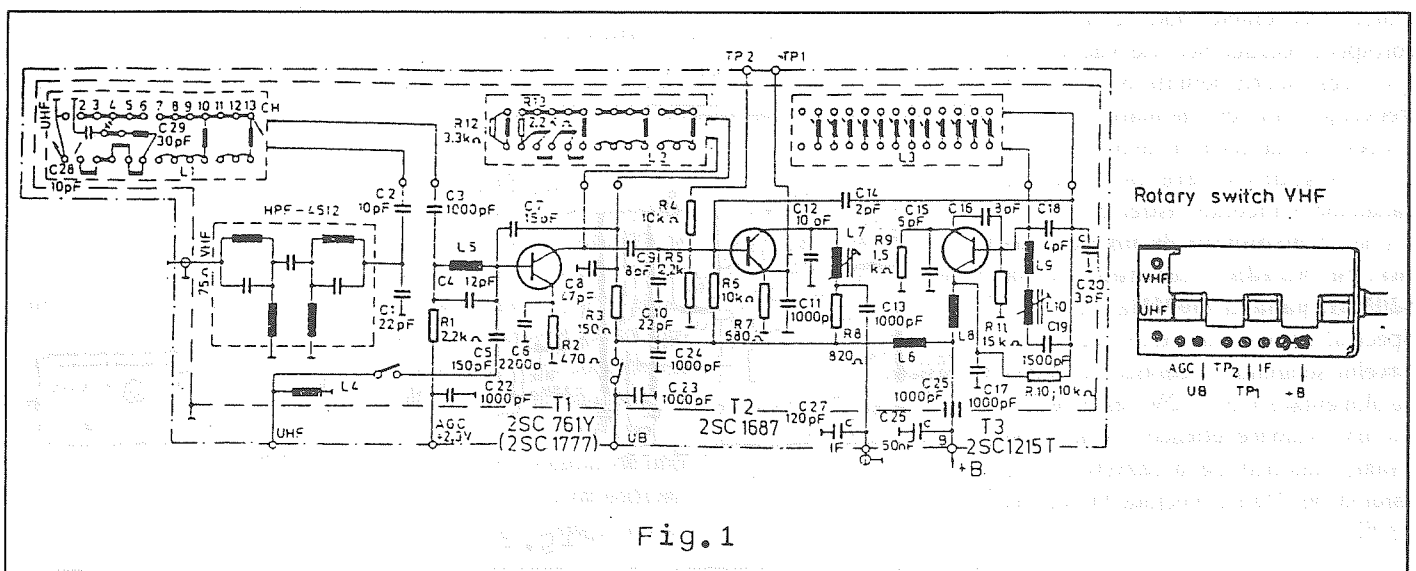 TP2 TP1
UHF 1 2 3 4 5 6 7 8 9 10 11 12 13 CH
C29
30pF
C28
10pF
L1
R13
2.2kΩ
R12
3.3kΩ
L2
L3
HPF-4512
VHF
75Ω
C2
10pF
C3
1000pF
C7
15pF
R4
10kΩ
C14
2pF
C12
10pF
L7
C15
5pF
C16
3pF
C18
4pF
R9
1,5
kΩ
L5
C4 12pF
C8
47pF
C9
8pF
R5
2.2k
L9
C20
3pF
C1
22pF
R1
2.2kΩ
C5
150pF
C6
2200p
R2
470Ω
R3
150Ω
C10
22pF
R6
10kΩ
R7
680Ω
C11
1000p
R8
820Ω
C13
1000pF
L6
L8
R11
15kΩ
L10
C19
1500pF
C24
1000pF
L4
C22
1000pF
C23
1000pF
C25
1000pF
C17
1000pF
R10, 10kΩ
UHF
AGC
+2,3V
T1
2SC 761Y
(2SC 1777)
UB
T2
2SC 1687
C27
120pF
C
IF
50nF
C
9
+B
T3
2SC1215T
Rotary switch VHF
VHF
UHF
AGC TP2 IF
UB TP1 +B
Fig.1